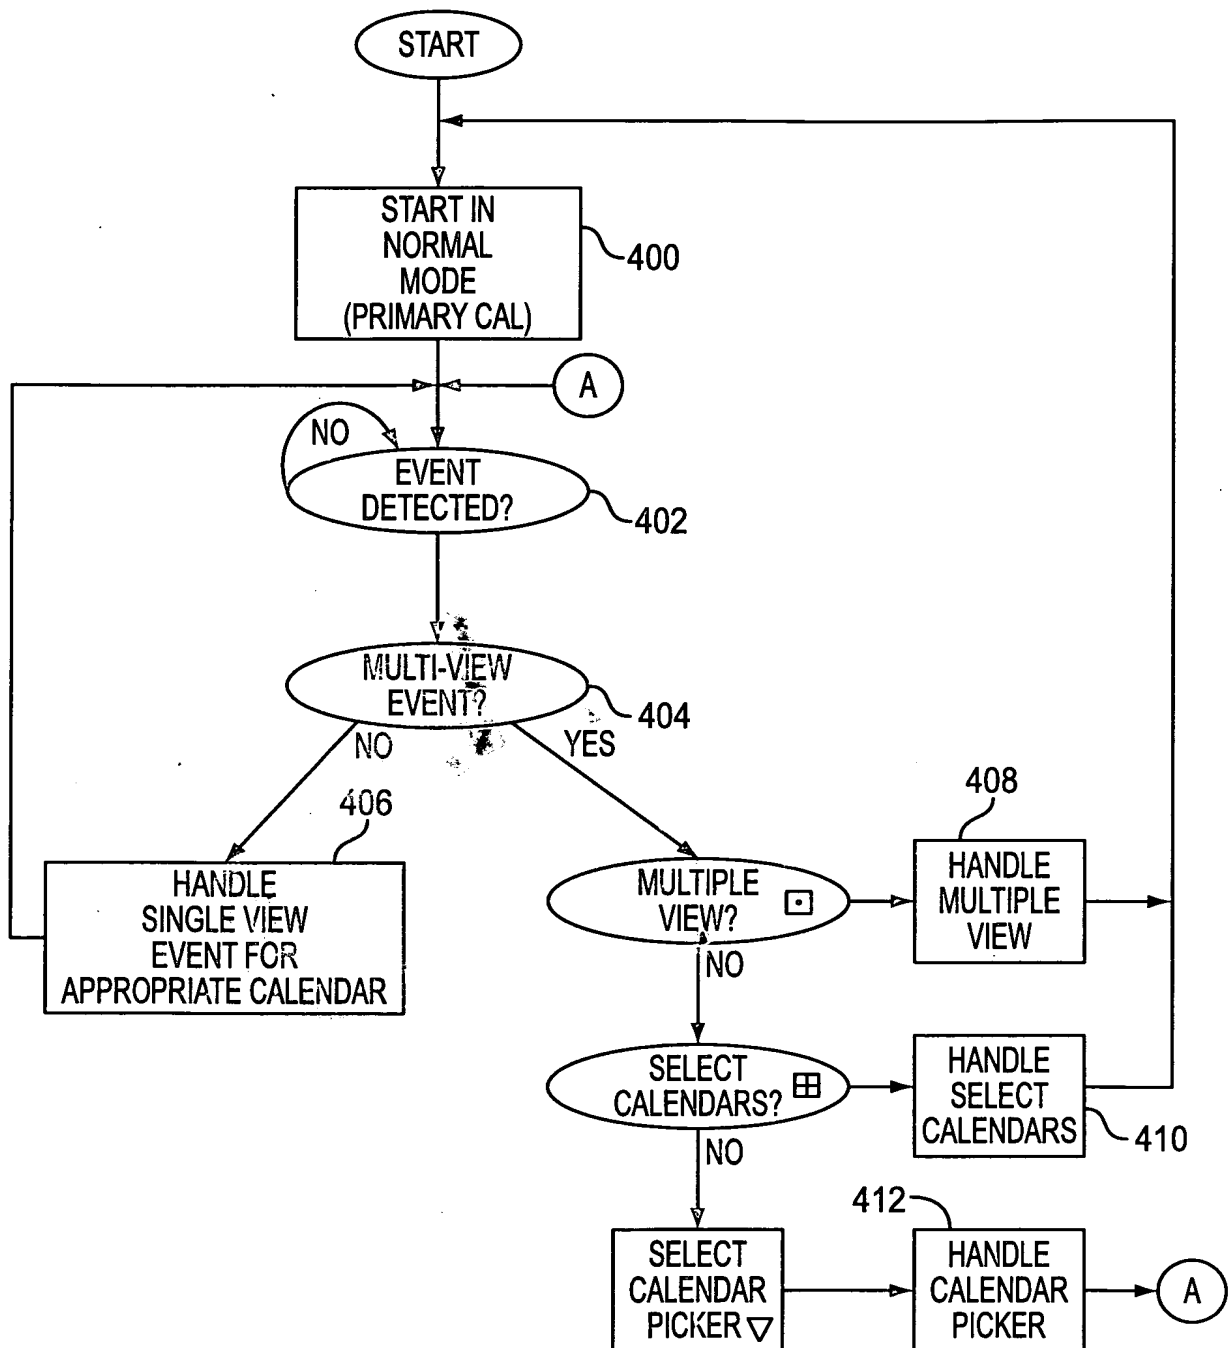 START
START IN
NORMAL
MODE
(PRIMARY CAL)
400
A
NO
EVENT
DETECTED?
402
MULTI-VIEW
EVENT?
404
NO
YES
406
HANDLE
SINGLE VIEW
EVENT FOR
APPROPRIATE CALENDAR
MULTIPLE
VIEW?
408
HANDLE
MULTIPLE
VIEW
NO
SELECT
CALENDARS?
HANDLE
SELECT
CALENDARS
410
NO
SELECT
CALENDAR
PICKER
412
HANDLE
CALENDAR
PICKER
A